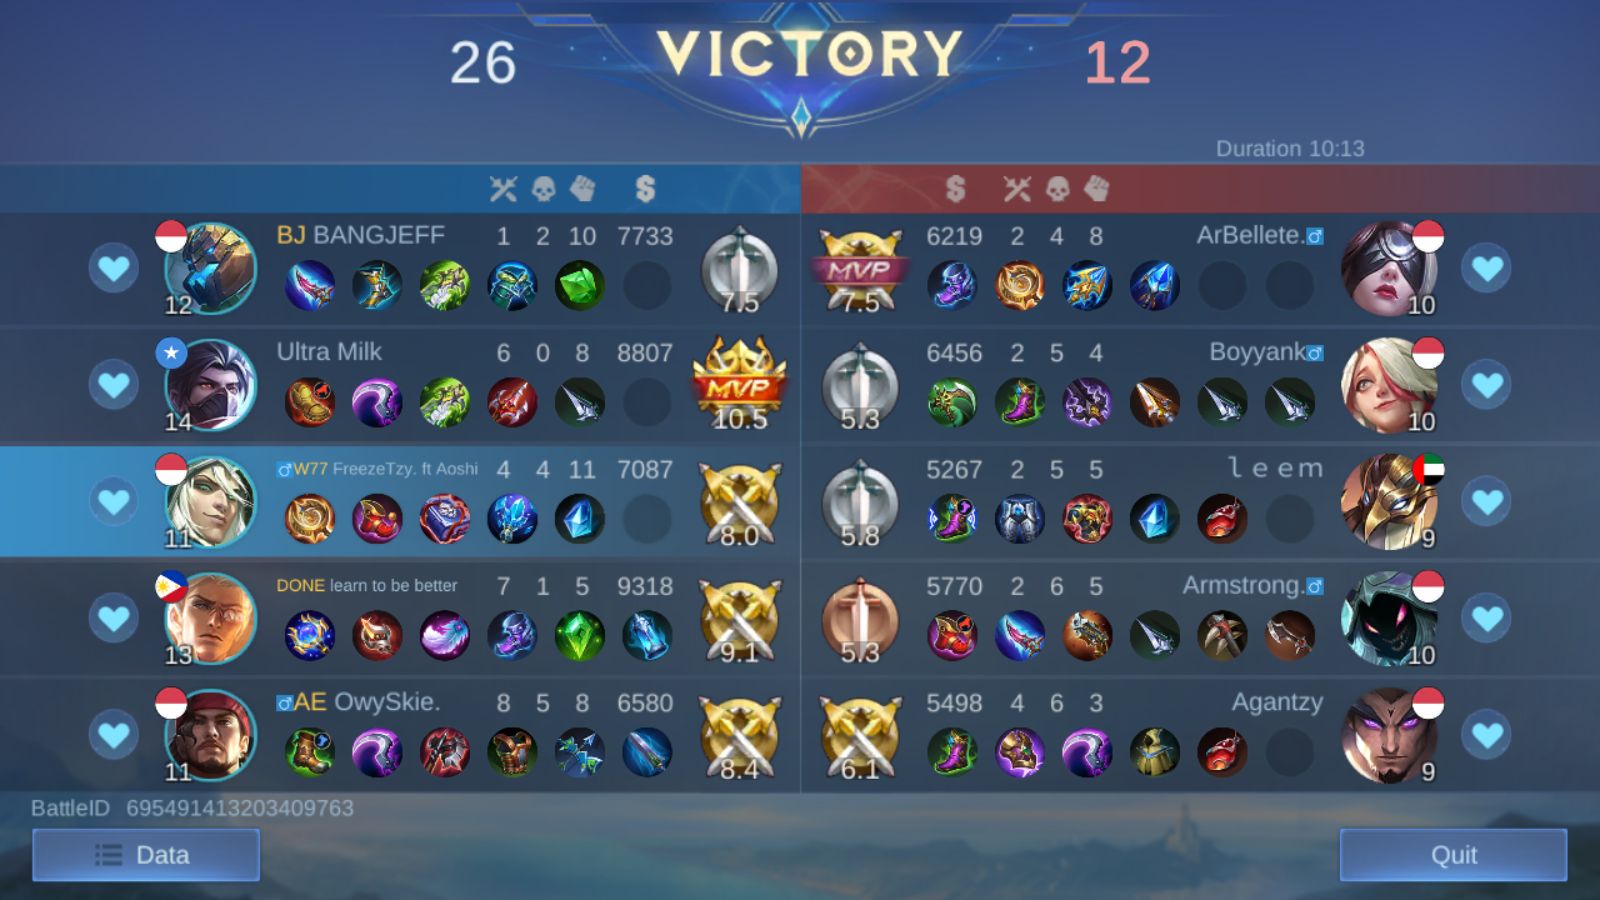 26 VICTORY 12
Duration 10:13
BJ BANGJEFF 1 2 10 7733
12 7.5
MVP 6219 2 4 8 ArBellete.♂
7.5 10
Ultra Milk 6 0 8 8807
14 MVP 10.5
6456 2 5 4 Boyyank♂
5.3 10
♂W77 FreezeTzy. ft Aoshi 4 4 11 7087
11 8.0
5267 2 5 5 l e e m
5.8 9
DONE learn to be better 7 1 5 9318
13 9.1
5770 2 6 5 Armstrong.♂
5.3 10
♂AE OwySkie. 8 5 8 6580
11 8.4
5498 4 6 3 Agantzy
6.1 9
BattleID 695491413203409763
Data
Quit